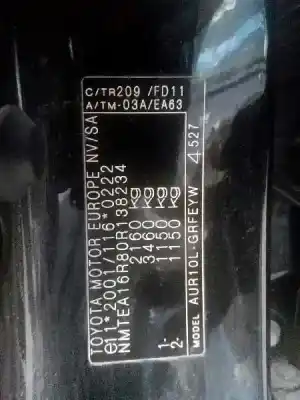 TOYOTA MOTOR EUROPE NV/SA
e11*2001/116*0222
NMTEA16R80R138234
2160 kg
3460 kg
1- 1150 kg
2- 1150 kg
MODEL AUR10L-GRFEYW 4527
C/TR209 /FD11
A/TM-03A/EA63